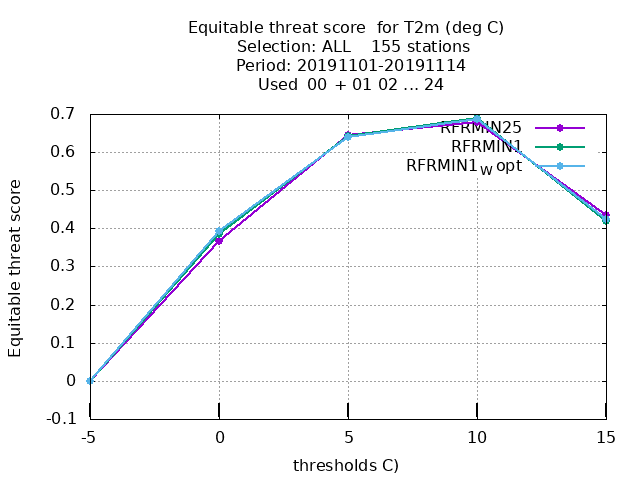 Equitable threat score  for T2m (deg C)
Selection: ALL    155 stations
Period: 20191101-20191114
Used  00 + 01 02 ... 24
Equitable threat score
0.7
0.6
0.5
0.4
0.3
0.2
0.1
0
-0.1
RFRMIN25
RFRMIN1
RFRMIN1W opt
-5 0 5 10 15
thresholds C)